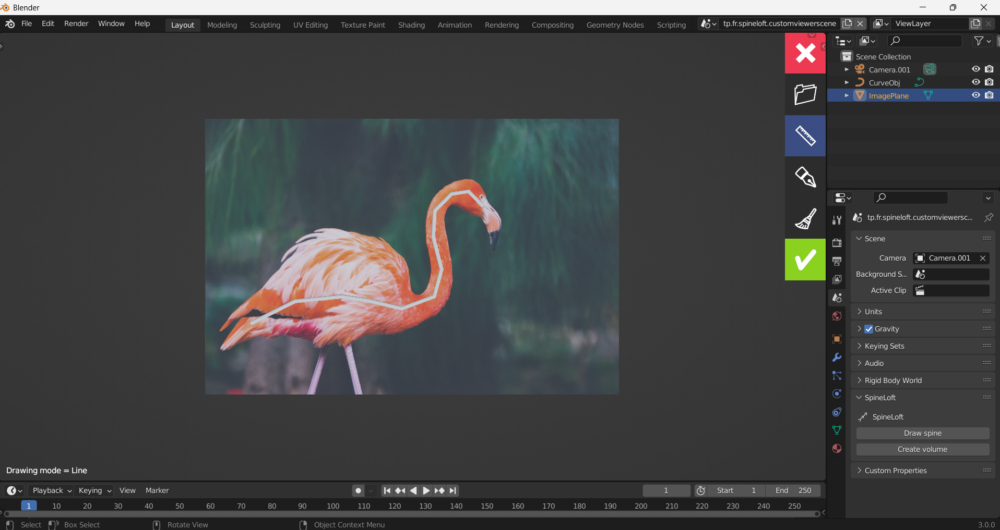 Blender
File Edit Render Window Help Layout Modeling Sculpting UV Editing Texture Paint Shading Animation Rendering Compositing Geometry Nodes Scripting tp.fr.spineloft.customviewerscene ViewLayer
Scene Collection
Camera.001
CurveObj
ImagePlane
tp.fr.spineloft.customviewersc...
Scene
Camera Camera.001
Background S...
Active Clip
Units
Gravity
Keying Sets
Audio
Rigid Body World
SpineLoft
SpineLoft
Draw spine
Create volume
Custom Properties
Drawing mode = Line
Playback Keying View Marker 1 Start 1 End 250
1 10 20 30 40 50 60 70 80 90 100 110 120 130 140 150 160 170 180 190 200 210 220 230 240 250
Select Box Select Rotate View Object Context Menu 3.0.0